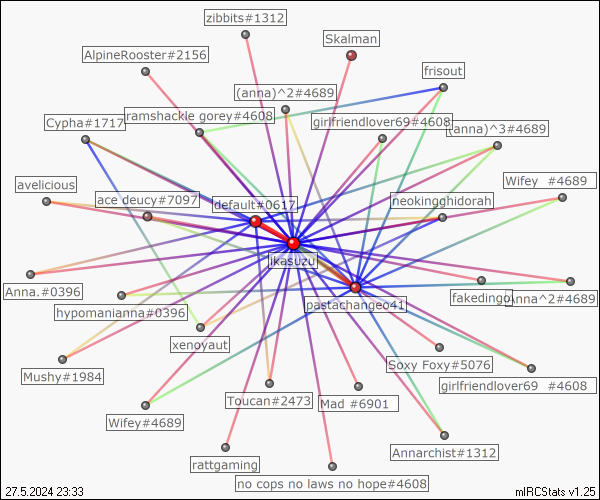 zibbits#1312
Skalman
AlpineRooster#2156
frisout
(anna)^2#4689
ramshackle gorey#4608
girlfriendlover69#4608
Cypha#1717
(anna)^3#4689
avelicious
Wifey #4689
ace deucy#7097
default#0617
neokingghidorah
ikasuzu
Anna.#0396
fakedingo
Anna^2#4689
hypomanianna#0396
pastachangeo41
xenoyaut
Soxy Foxy#5076
Mushy#1984
girlfriendlover69 #4608
Toucan#2473
Mad #6901
Wifey#4689
Annarchist#1312
rattgaming
no cops no laws no hope#4608
27.5.2024 23:33
mIRCStats v1.25